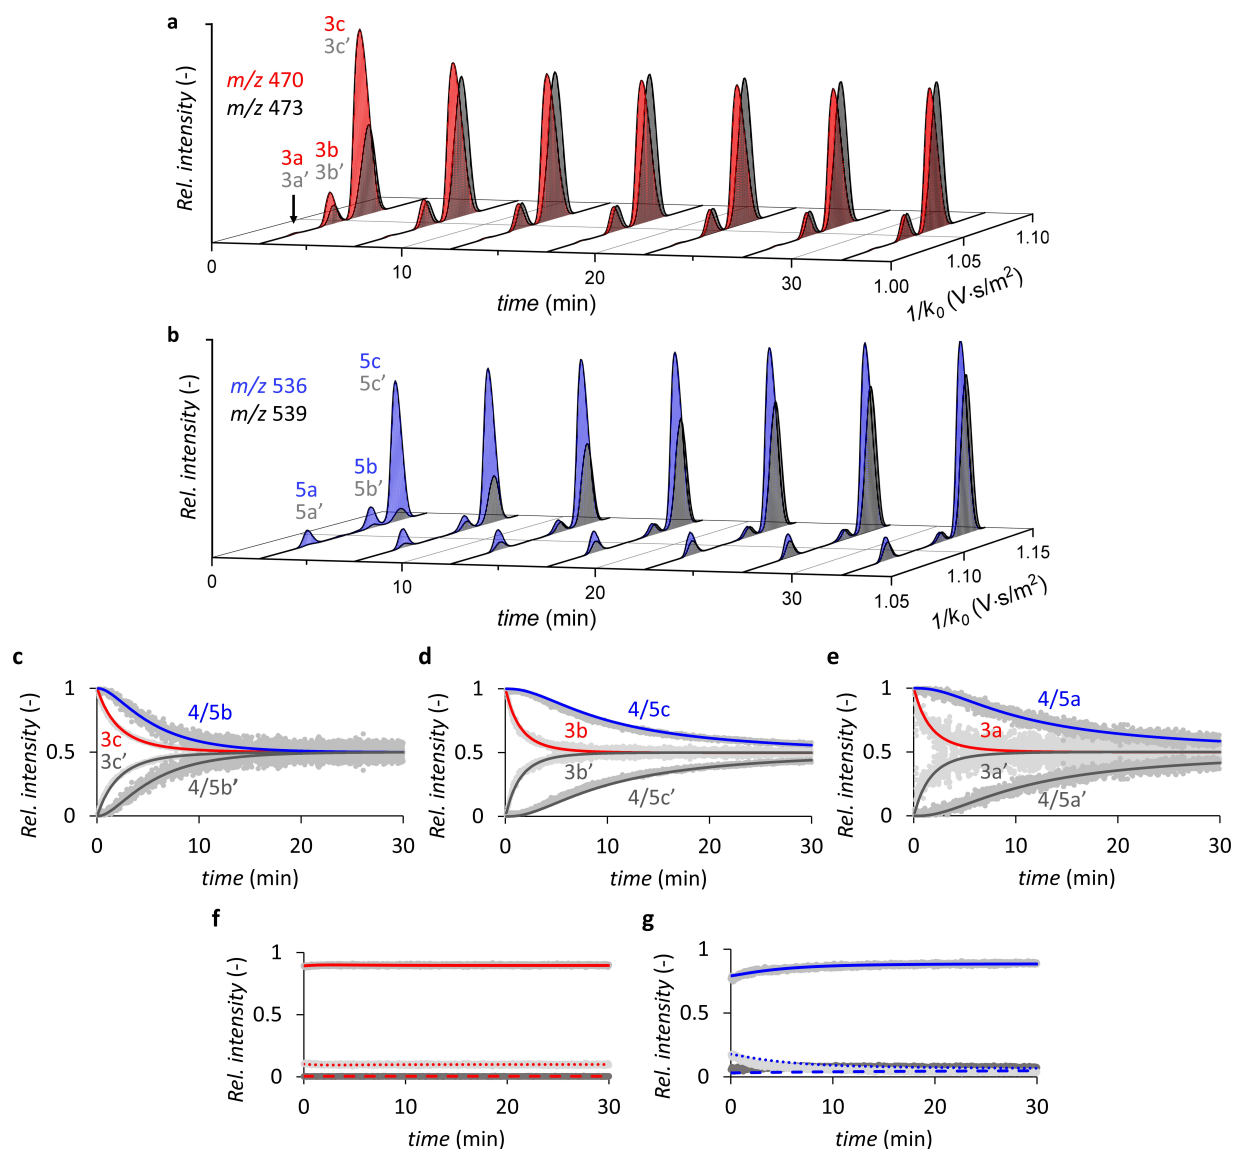 a
Rel. intensity (-)
m/z 470
m/z 473
3c
3c’
3a
3a’
3b
3b’
0
10
20
30
time (min)
1.00
1.05
1.10
1/k0 (V·s/m2)
b
Rel. intensity (-)
m/z 536
m/z 539
5c
5c’
5b
5b’
5a
5a’
0
10
20
30
time (min)
1.05
1.10
1.15
1/k0 (V·s/m2)
c
Rel. intensity (-)
1
0.5
0
4/5b
3c
3c’
4/5b’
0
10
20
30
time (min)
d
Rel. intensity (-)
1
0.5
0
4/5c
3b
3b’
4/5c’
0
10
20
30
time (min)
e
Rel. intensity (-)
1
0.5
0
4/5a
3a
3a’
4/5a’
0
10
20
30
time (min)
f
Rel. intensity (-)
1
0.5
0
0
10
20
30
time (min)
g
Rel. intensity (-)
1
0.5
0
0
10
20
30
time (min)